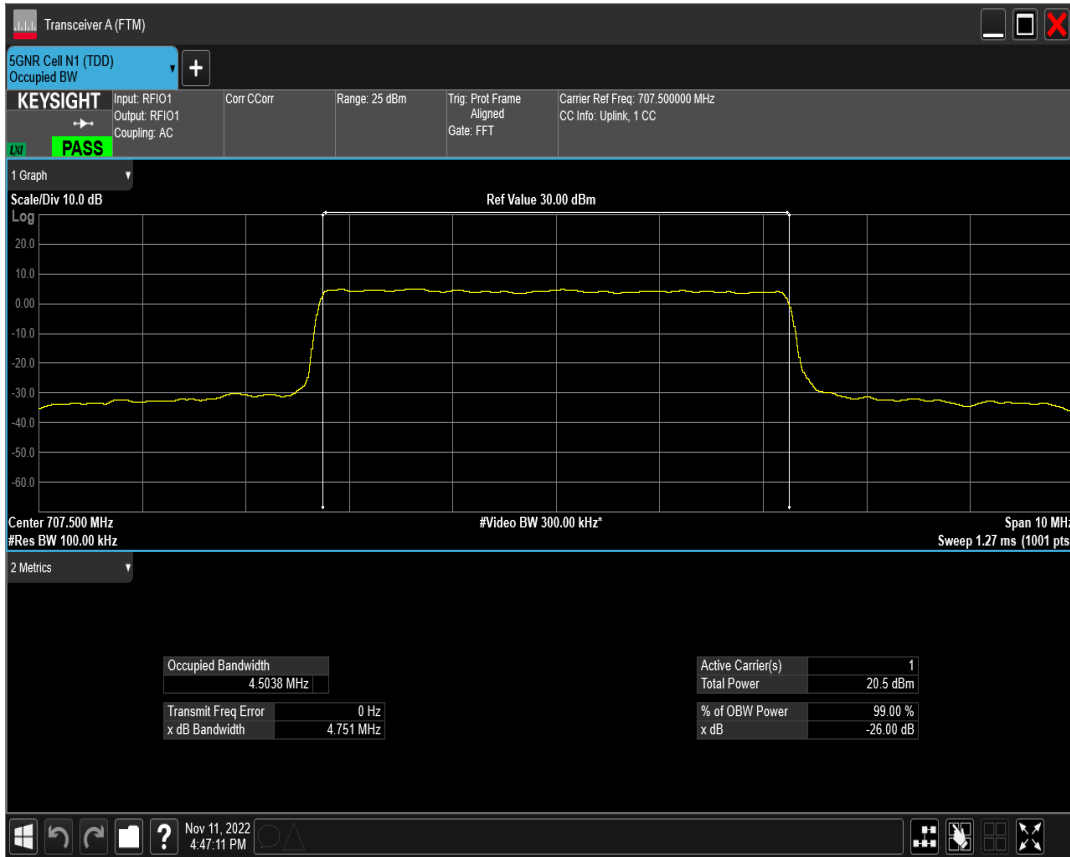 Transceiver A (FTM)
5GNR Cell N1 (TDD)
Occupied BW
+
KEYSIGHT
LXI
PASS
Input: RFIO1
Output: RFIO1
Coupling: AC
Corr CCorr
Range: 25 dBm
Trig: Prot Frame
Aligned
Gate: FFT
Carrier Ref Freq: 707.500000 MHz
CC Info: Uplink, 1 CC
1 Graph
Scale/Div 10.0 dB
Ref Value 30.00 dBm
Log
20.0
10.0
0.00
-10.0
-20.0
-30.0
-40.0
-50.0
-60.0
Center 707.500 MHz
#Video BW 300.00 kHz*
Span 10 MHz
#Res BW 100.00 kHz
Sweep 1.27 ms (1001 pts
2 Metrics
Occupied Bandwidth
4.5038 MHz
Transmit Freq Error 0 Hz
x dB Bandwidth 4.751 MHz
Active Carrier(s) 1
Total Power 20.5 dBm
% of OBW Power 99.00 %
x dB -26.00 dB
?
Nov 11, 2022
4:47:11 PM